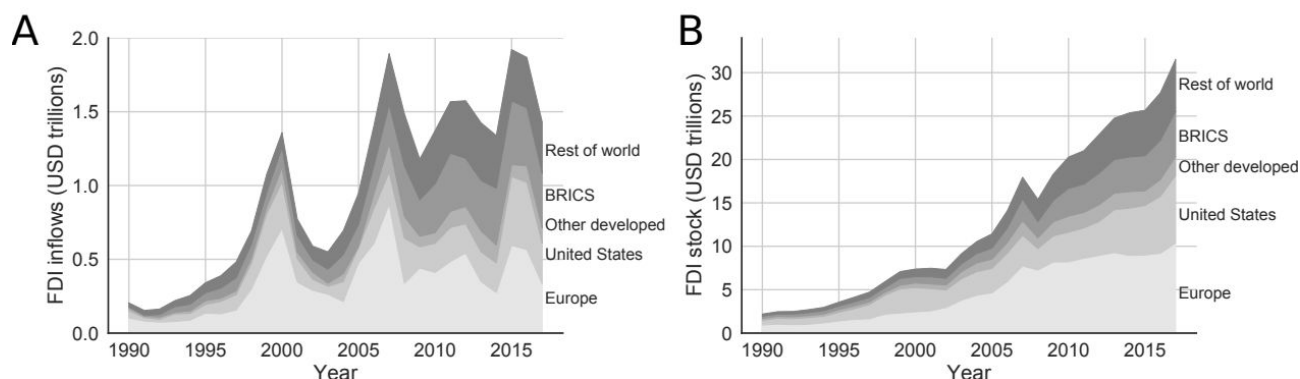 A
FDI inflows (USD trillions)
2.0
1.5
1.0
0.5
0.0
1990 1995 2000 2005 2010 2015
Year
Rest of world
BRICS
Other developed
United States
Europe
B
FDI stock (USD trillions)
30
25
20
15
10
5
0
1990 1995 2000 2005 2010 2015
Year
Rest of world
BRICS
Other developed
United States
Europe